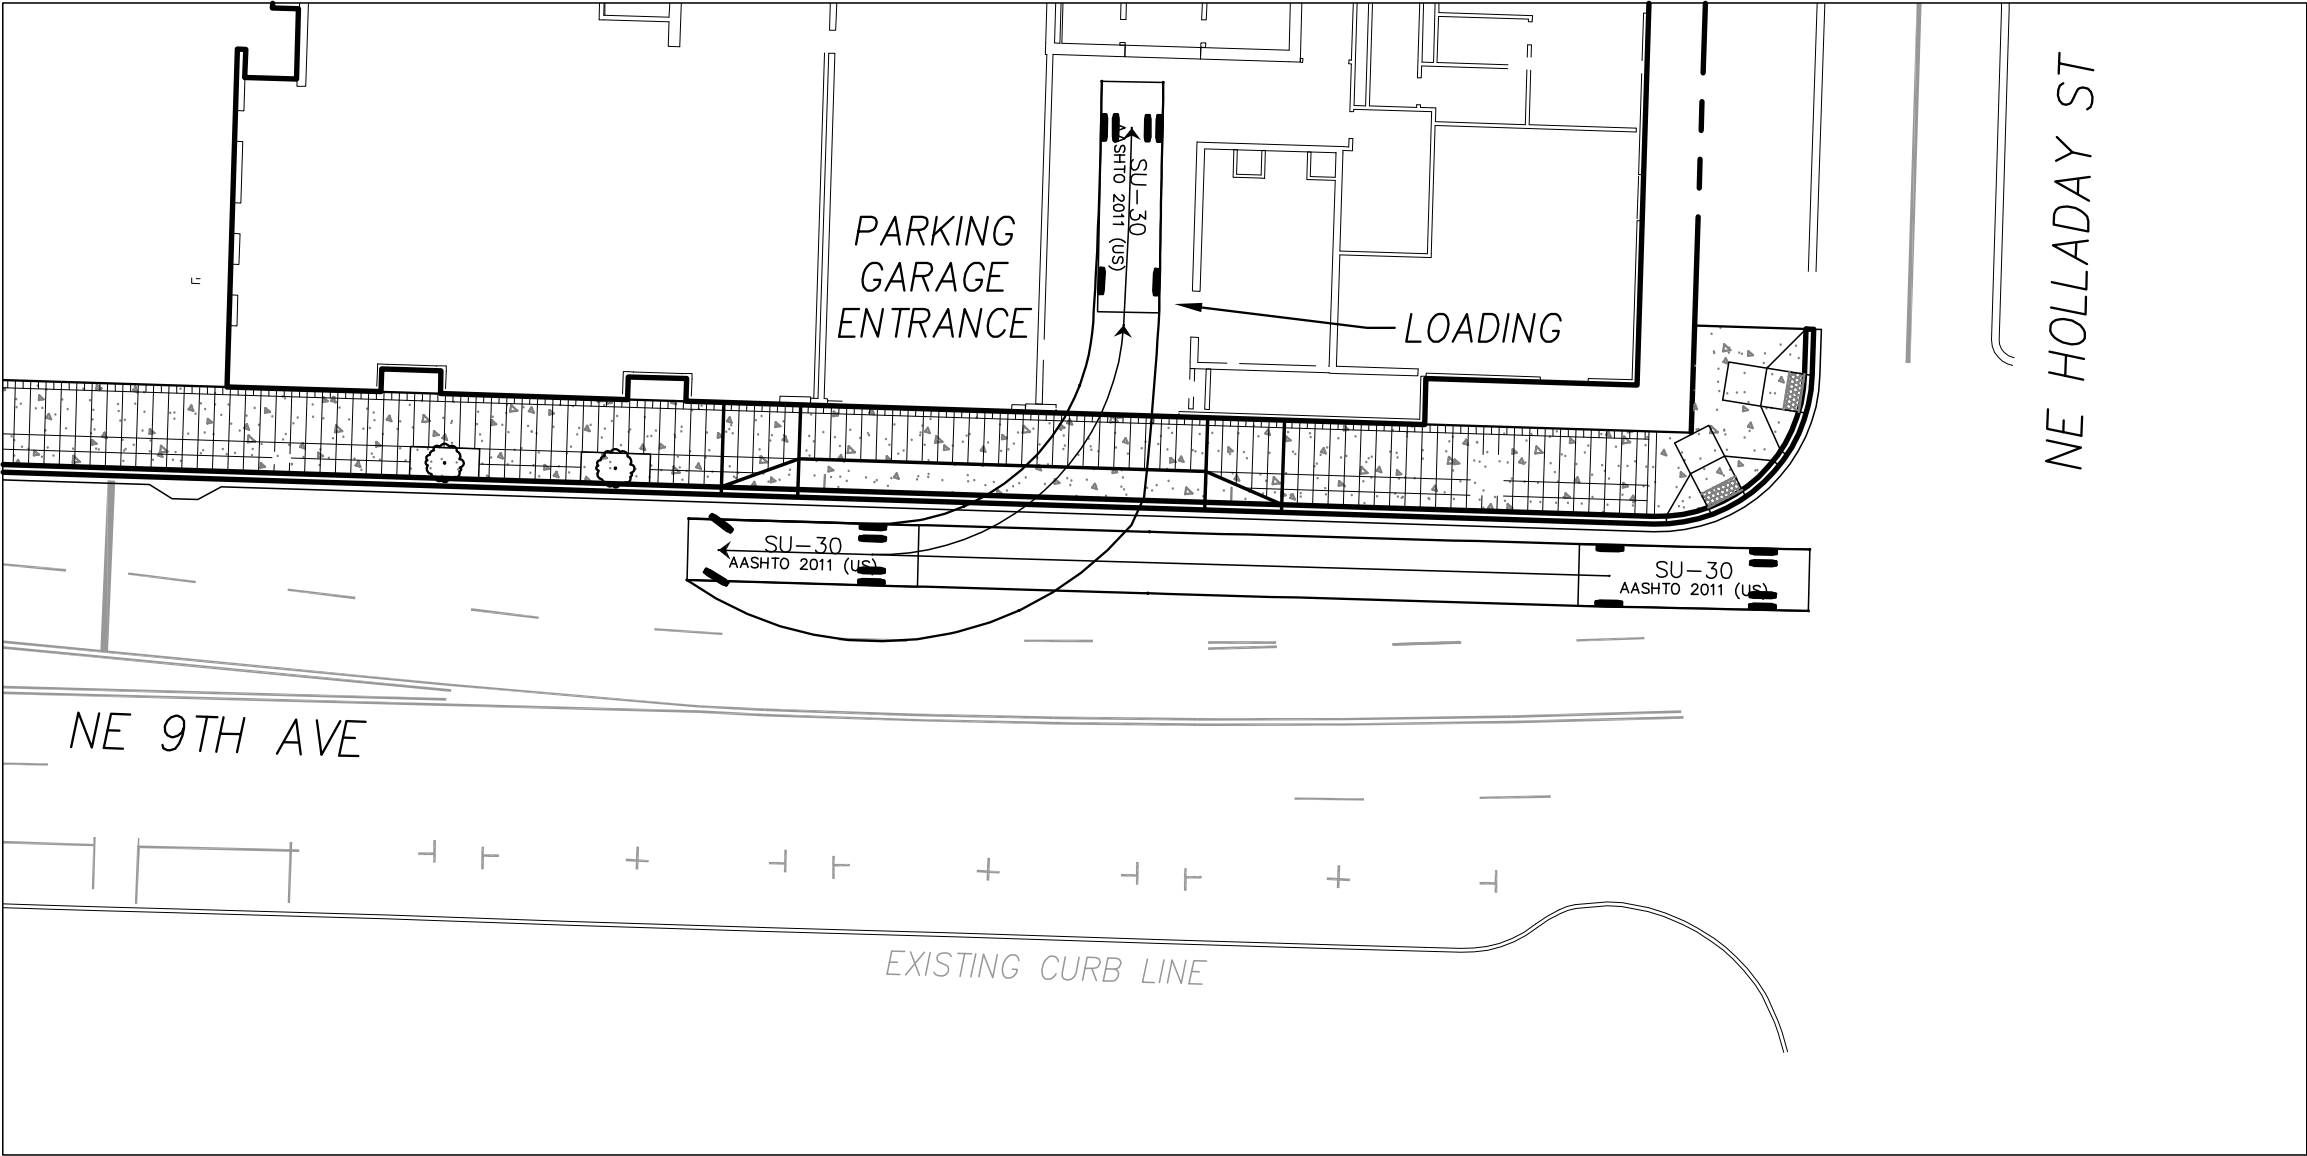 NE HOLLADAY ST
SU-30
AASHTO 2011 (US)
PARKING
GARAGE
ENTRANCE
LOADING
SU-30
AASHTO 2011 (US)
SU-30
AASHTO 2011 (US)
NE 9TH AVE
EXISTING CURB LINE